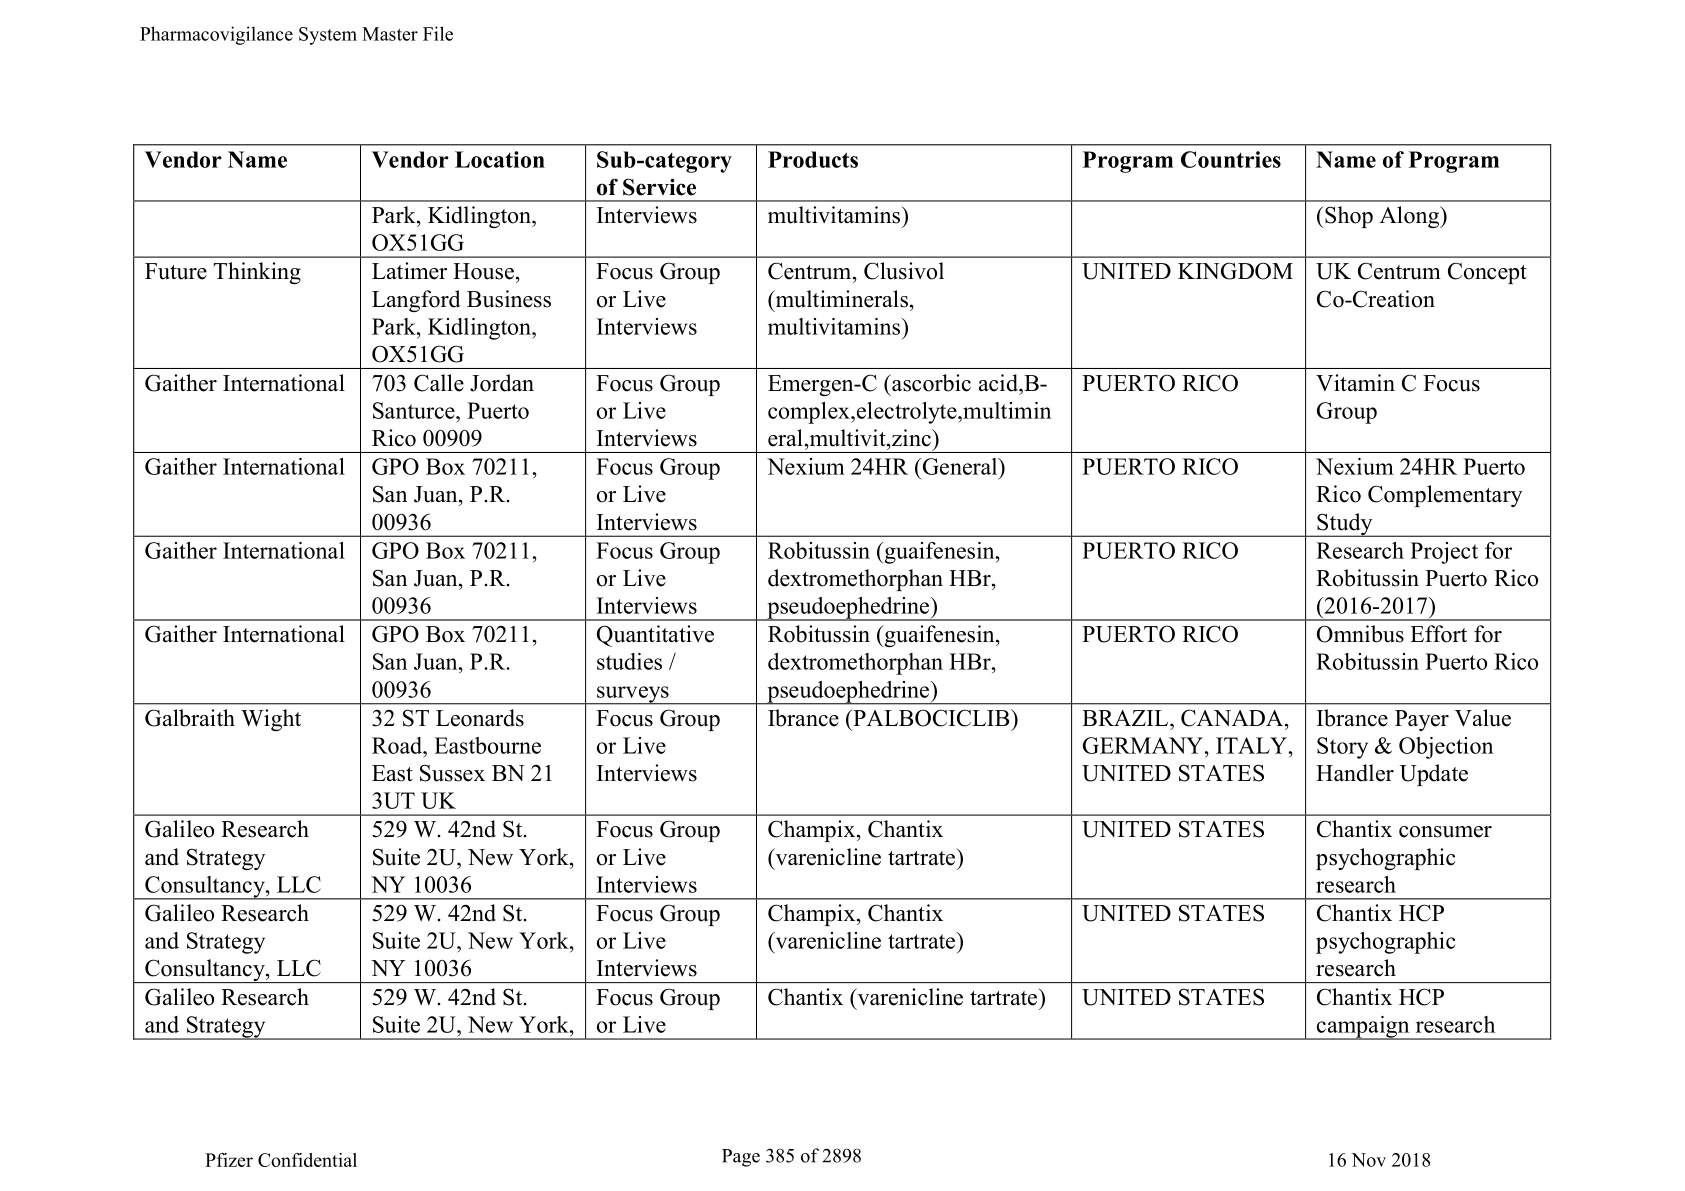 Pharmacovigilance System Master File
Vendor Name
Vendor Location
Sub-category
of Service
Products
Program Countries
Name of Program
Park, Kidlington,
OX51GG
Interviews
multivitamins)
(Shop Along)
Future Thinking
Latimer House,
Langford Business
Park, Kidlington,
OX51GG
Focus Group
or Live
Interviews
Centrum, Clusivol
(multiminerals,
multivitamins)
UNITED KINGDOM
UK Centrum Concept
Co-Creation
Gaither International
703 Calle Jordan
Santurce, Puerto
Rico 00909
Focus Group
or Live
Interviews
Emergen-C (ascorbic acid,B-
complex,electrolyte,multimin
eral,multivit,zinc)
PUERTO RICO
Vitamin C Focus
Group
Gaither International
GPO Box 70211,
San Juan, P.R.
00936
Focus Group
or Live
Interviews
Nexium 24HR (General)
PUERTO RICO
Nexium 24HR Puerto
Rico Complementary
Study
Gaither International
GPO Box 70211,
San Juan, P.R.
00936
Focus Group
or Live
Interviews
Robitussin (guaifenesin,
dextromethorphan HBr,
pseudoephedrine)
PUERTO RICO
Research Project for
Robitussin Puerto Rico
(2016-2017)
Gaither International
GPO Box 70211,
San Juan, P.R.
00936
Quantitative
studies /
surveys
Robitussin (guaifenesin,
dextromethorphan HBr,
pseudoephedrine)
PUERTO RICO
Omnibus Effort for
Robitussin Puerto Rico
Galbraith Wight
32 ST Leonards
Road, Eastbourne
East Sussex BN 21
3UT UK
Focus Group
or Live
Interviews
Ibrance (PALBOCICLIB)
BRAZIL, CANADA,
GERMANY, ITALY,
UNITED STATES
Ibrance Payer Value
Story & Objection
Handler Update
Galileo Research
and Strategy
Consultancy, LLC
529 W. 42nd St.
Suite 2U, New York,
NY 10036
Focus Group
or Live
Interviews
Champix, Chantix
(varenicline tartrate)
UNITED STATES
Chantix consumer
psychographic
research
Galileo Research
and Strategy
Consultancy, LLC
529 W. 42nd St.
Suite 2U, New York,
NY 10036
Focus Group
or Live
Interviews
Champix, Chantix
(varenicline tartrate)
UNITED STATES
Chantix HCP
psychographic
research
Galileo Research
and Strategy
529 W. 42nd St.
Suite 2U, New York,
Focus Group
or Live
Chantix (varenicline tartrate)
UNITED STATES
Chantix HCP
campaign research
Pfizer Confidential
Page 385 of 2898
16 Nov 2018